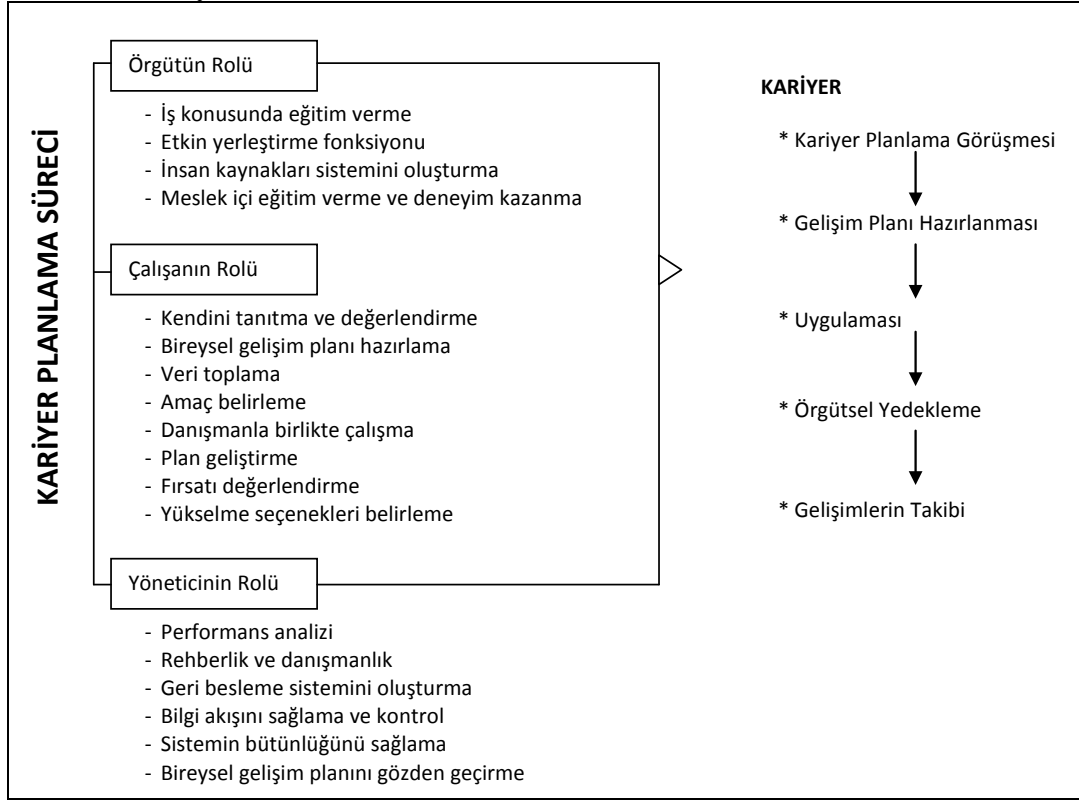 KARİYER PLANLAMA SÜRECİ
Örgütün Rolü
- İş konusunda eğitim verme
- Etkin yerleştirme fonksiyonu
- İnsan kaynakları sistemini oluşturma
- Meslek içi eğitim verme ve deneyim kazanma
Çalışanın Rolü
- Kendini tanıtma ve değerlendirme
- Bireysel gelişim planı hazırlama
- Veri toplama
- Amaç belirleme
- Danışmanla birlikte çalışma
- Plan geliştirme
- Fırsatı değerlendirme
- Yükselme seçenekleri belirleme
Yöneticinin Rolü
- Performans analizi
- Rehberlik ve danışmanlık
- Geri besleme sistemini oluşturma
- Bilgi akışını sağlama ve kontrol
- Sistemin bütünlüğünü sağlama
- Bireysel gelişim planını gözden geçirme
KARİYER
* Kariyer Planlama Görüşmesi
* Gelişim Planı Hazırlanması
* Uygulaması
* Örgütsel Yedekleme
* Gelişimlerin Takibi